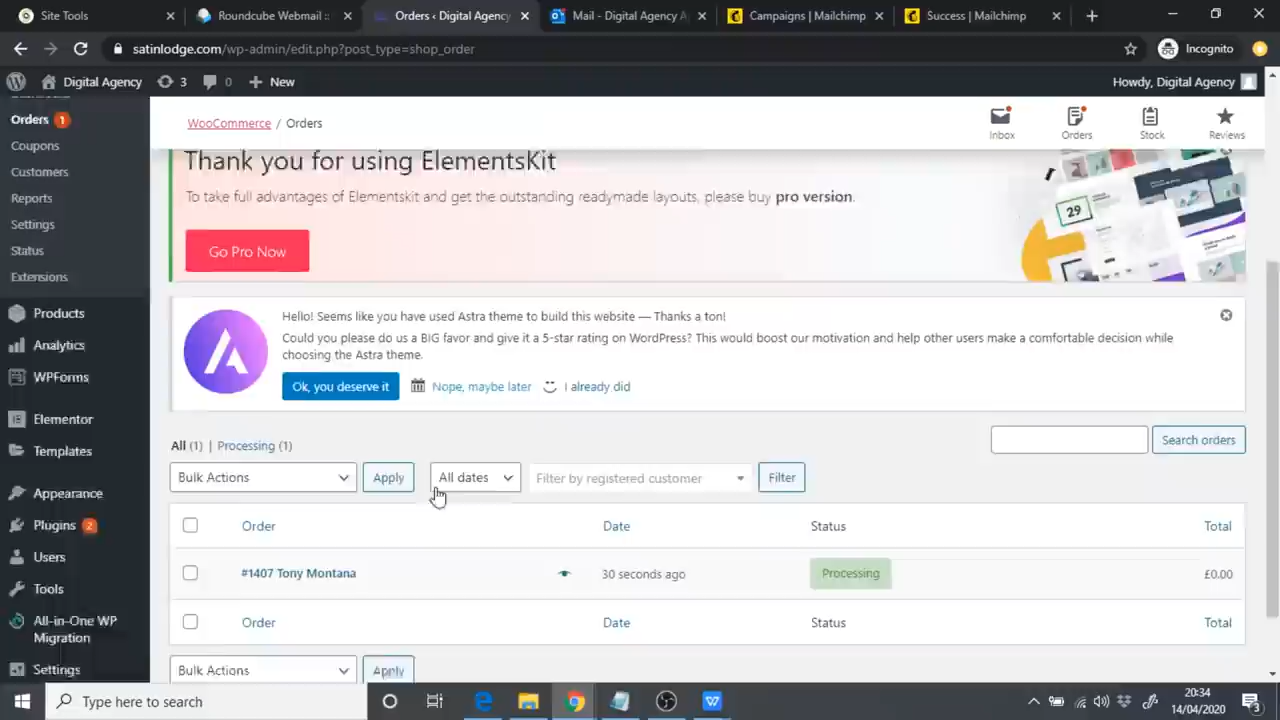 Site Tools
Roundcube Webmail ::
Orders ‹ Digital Agency
Mail - Digital Agency A
Campaigns | Mailchimp
Success | Mailchimp
satinlodge.com/wp-admin/edit.php?post_type=shop_order
Incognito
Digital Agency
3
0
New
Howdy, Digital Agency
Orders 1
Coupons
Customers
Reports
Settings
Status
Extensions
Products
Analytics
WPForms
Elementor
Templates
Appearance
Plugins 2
Users
Tools
All-in-One WP
Migration
Settings
WooCommerce / Orders
Inbox
Orders
Stock
Reviews
Thank you for using ElementsKit
To take full advantages of Elementskit and get the outstanding readymade layouts, please buy pro version.
Go Pro Now
29
Hello! Seems like you have used Astra theme to build this website — Thanks a ton!
Could you please do us a BIG favor and give it a 5-star rating on WordPress? This would boost our motivation and help other users make a comfortable decision while
choosing the Astra theme.
Ok, you deserve it
Nope, maybe later
I already did
All (1) | Processing (1)
Search orders
Bulk Actions
Apply
All dates
Filter by registered customer
Filter
Order
Date
Status
Total
#1407 Tony Montana
30 seconds ago
Processing
£0.00
Order
Date
Status
Total
Bulk Actions
Apply
Type here to search
20:34
14/04/2020
3